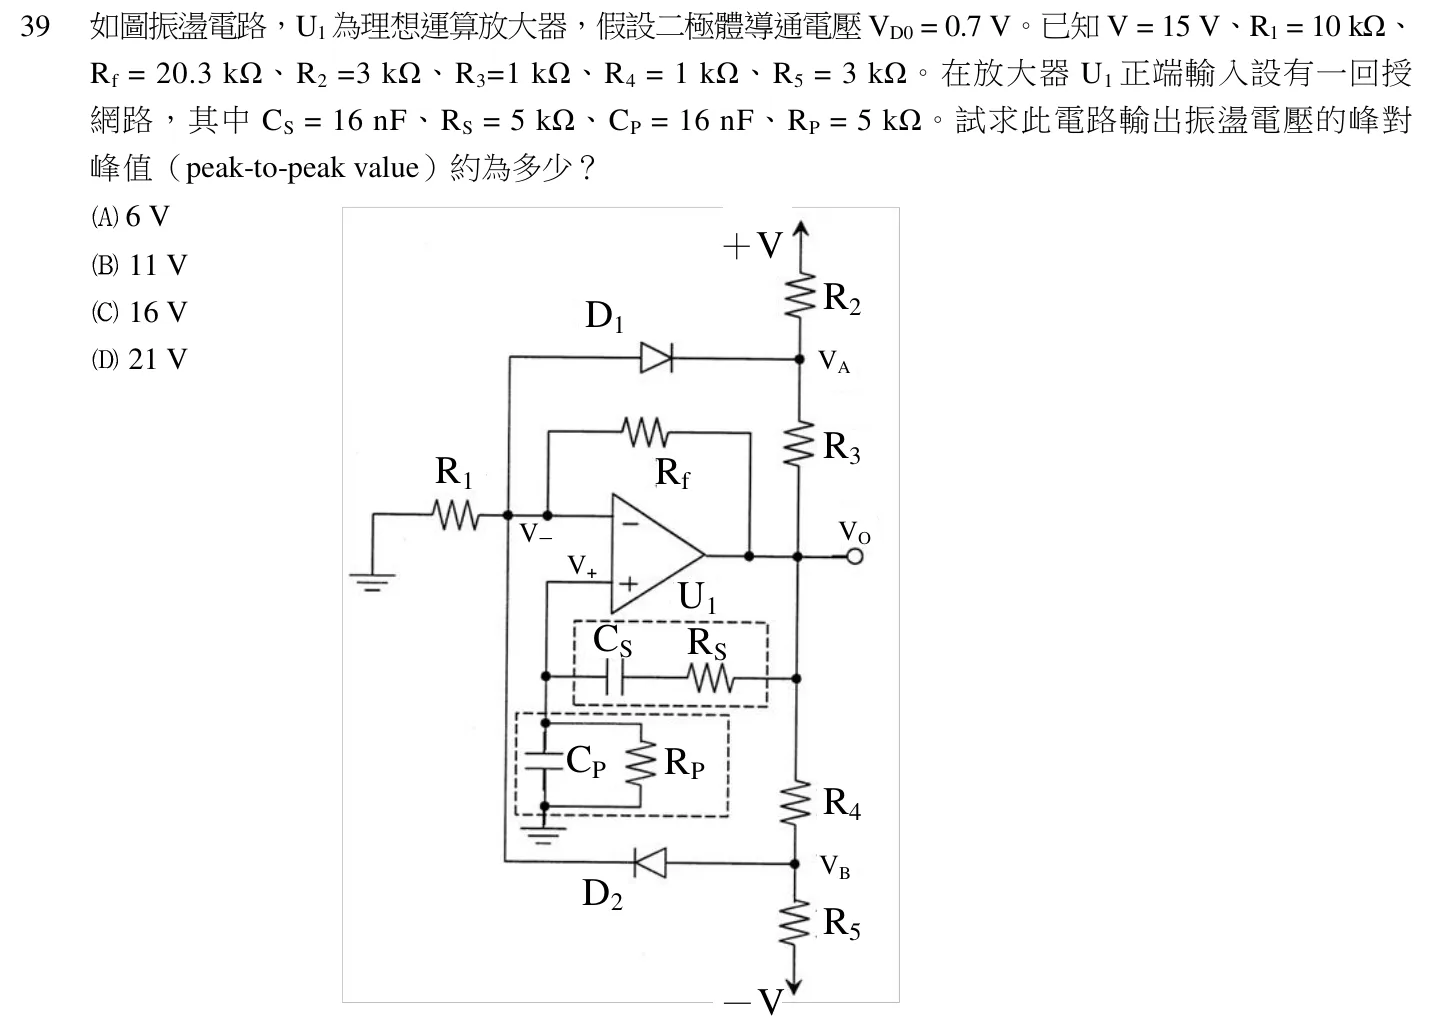 39 如圖振盪電路，U₁ 為理想運算放大器，假設二極體導通電壓 V_D0 = 0.7 V。已知 V = 15 V、R₁ = 10 kΩ、
R_f = 20.3 kΩ、R₂ =3 kΩ、R₃=1 kΩ、R₄ = 1 kΩ、R₅ = 3 kΩ。在放大器 U₁ 正端輸入設有一回授
網路，其中 C_S = 16 nF、R_S = 5 kΩ、C_P = 16 nF、R_P = 5 kΩ。試求此電路輸出振盪電壓的峰對
峰值（peak-to-peak value）約為多少？
(A) 6 V
(B) 11 V
(C) 16 V
(D) 21 V
＋V
R₂
D₁
V_A
R₃
R_f
R₁
V₋
V_O
V₊
−
+
U₁
C_S
R_S
C_P
R_P
R₄
V_B
D₂
R₅
－V